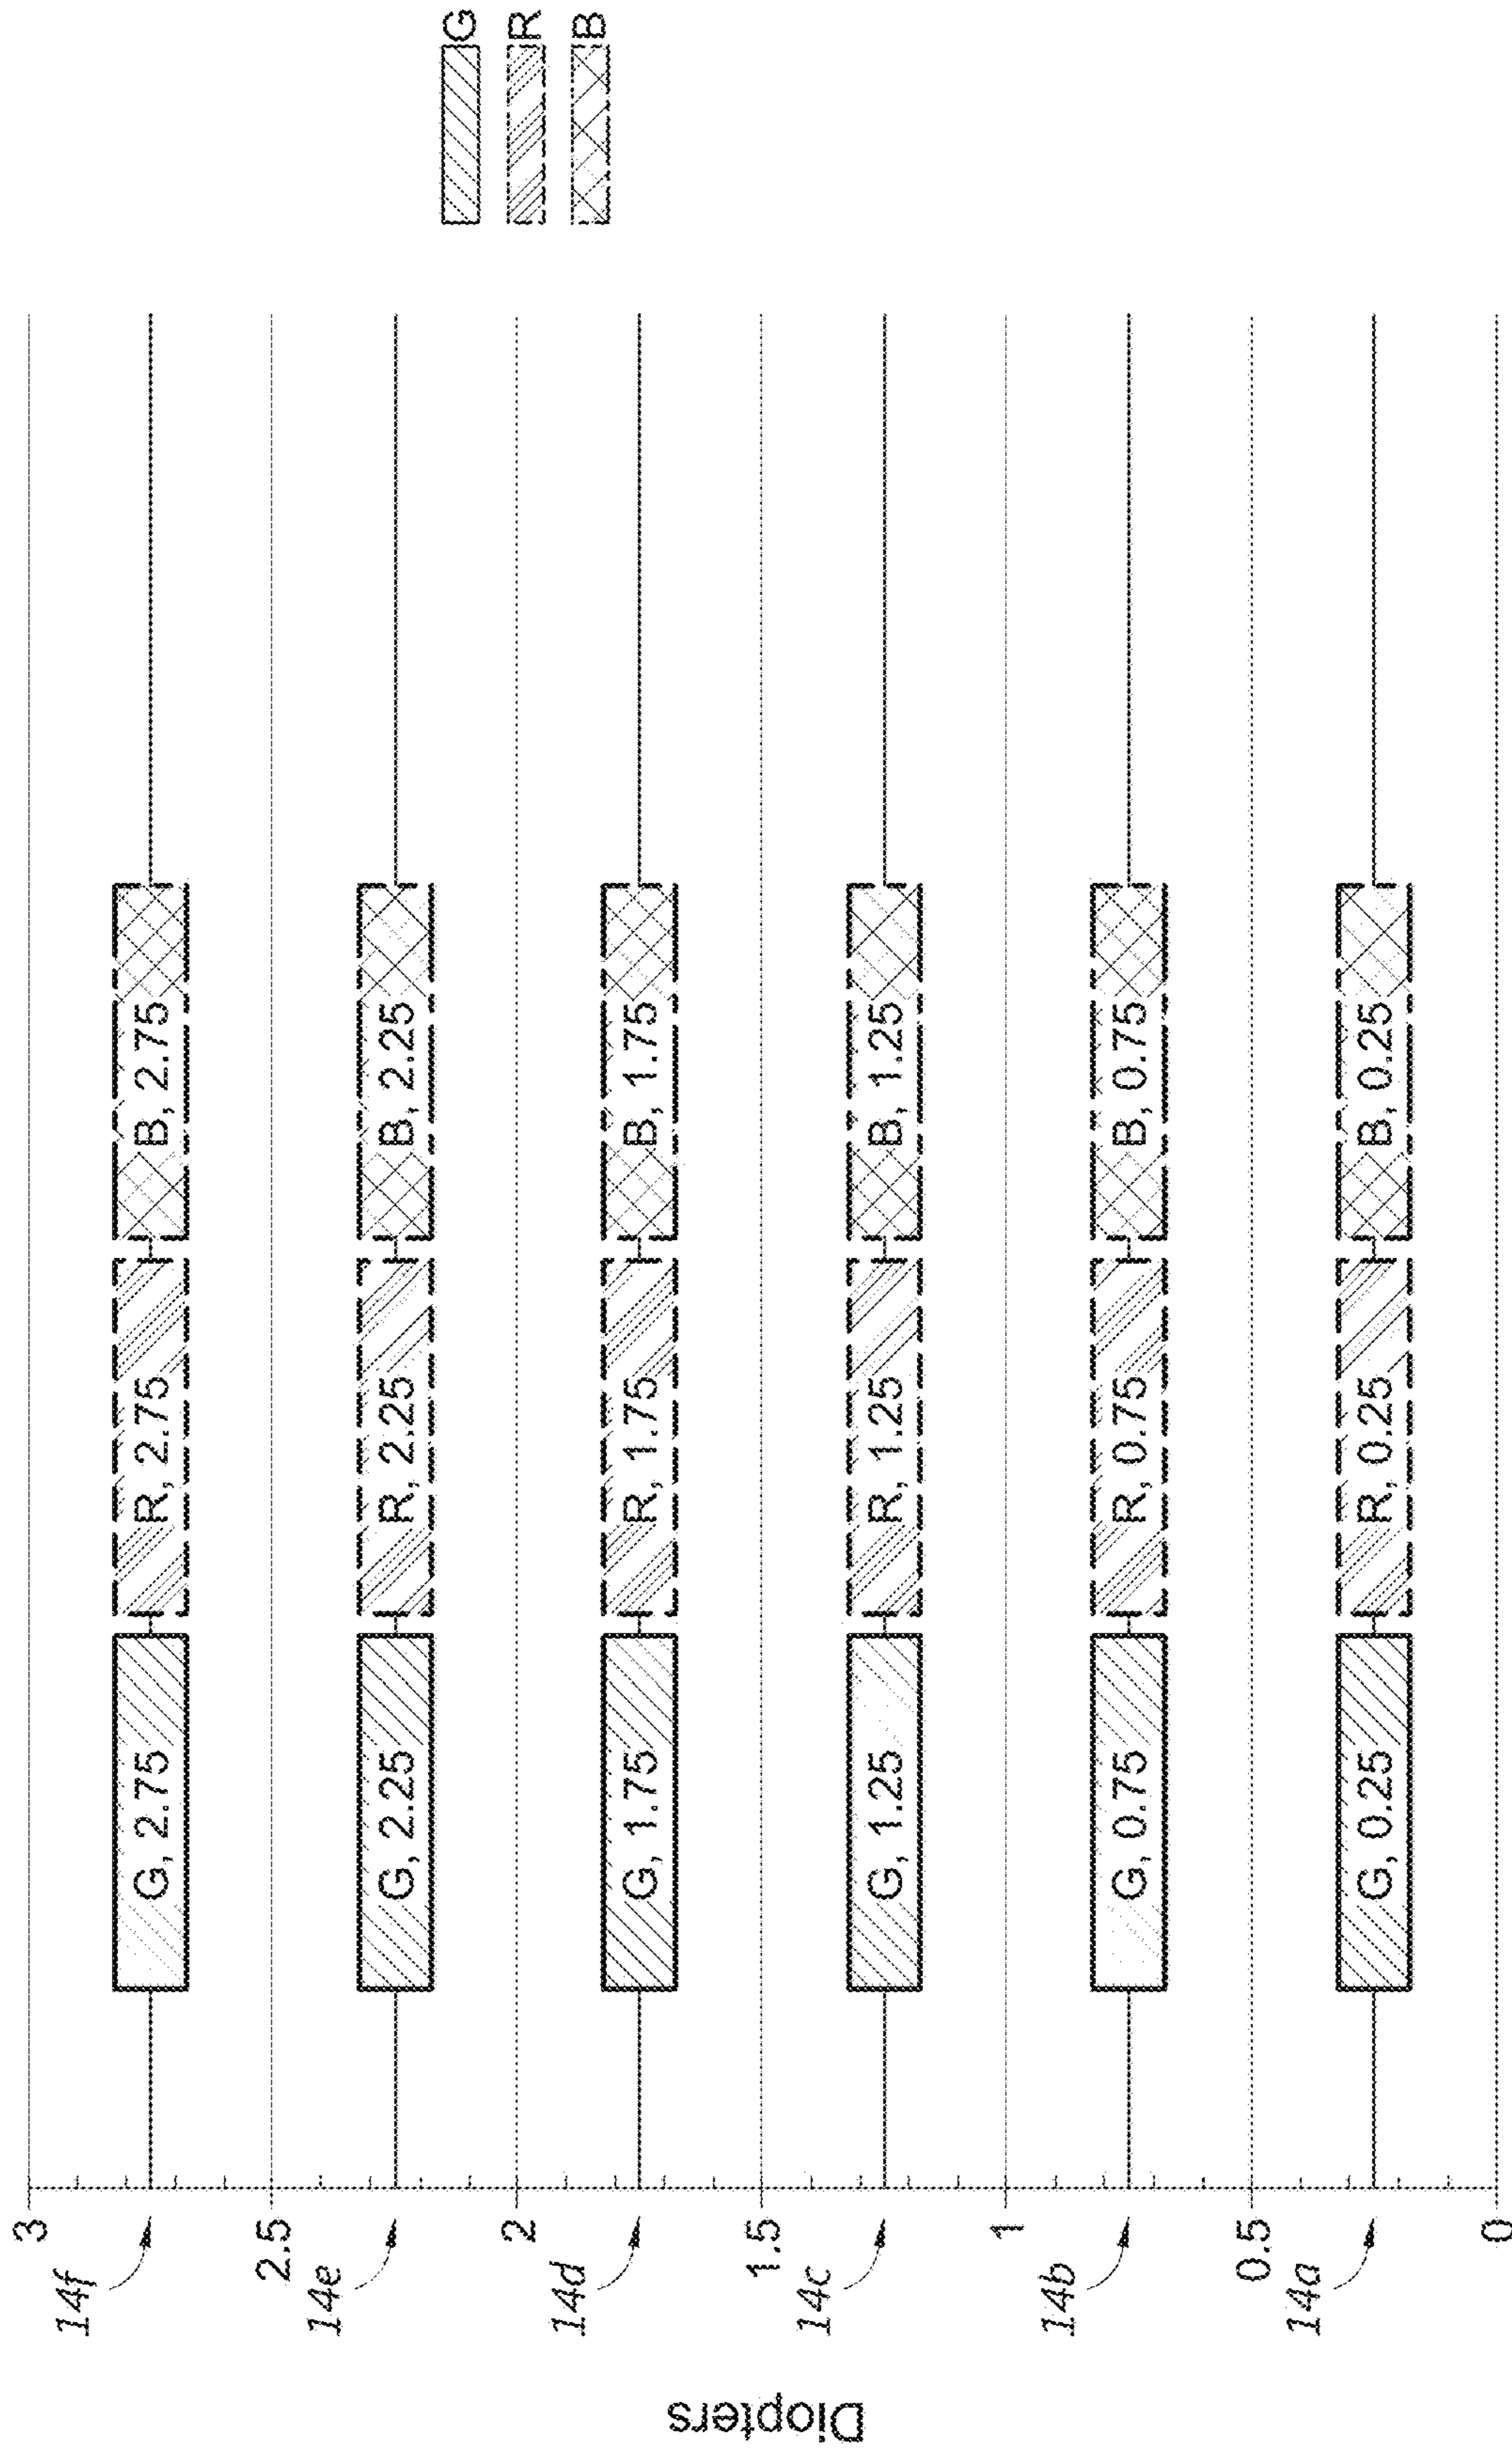 Diopters
3
14f
G, 2.75
R, 2.75
B, 2.75
2.5
14e
G, 2.25
R, 2.25
B, 2.25
2
14d
G, 1.75
R, 1.75
B, 1.75
1.5
14c
G, 1.25
R, 1.25
B, 1.25
1
14b
G, 0.75
R, 0.75
B, 0.75
0.5
14a
G, 0.25
R, 0.25
B, 0.25
0
G
R
B